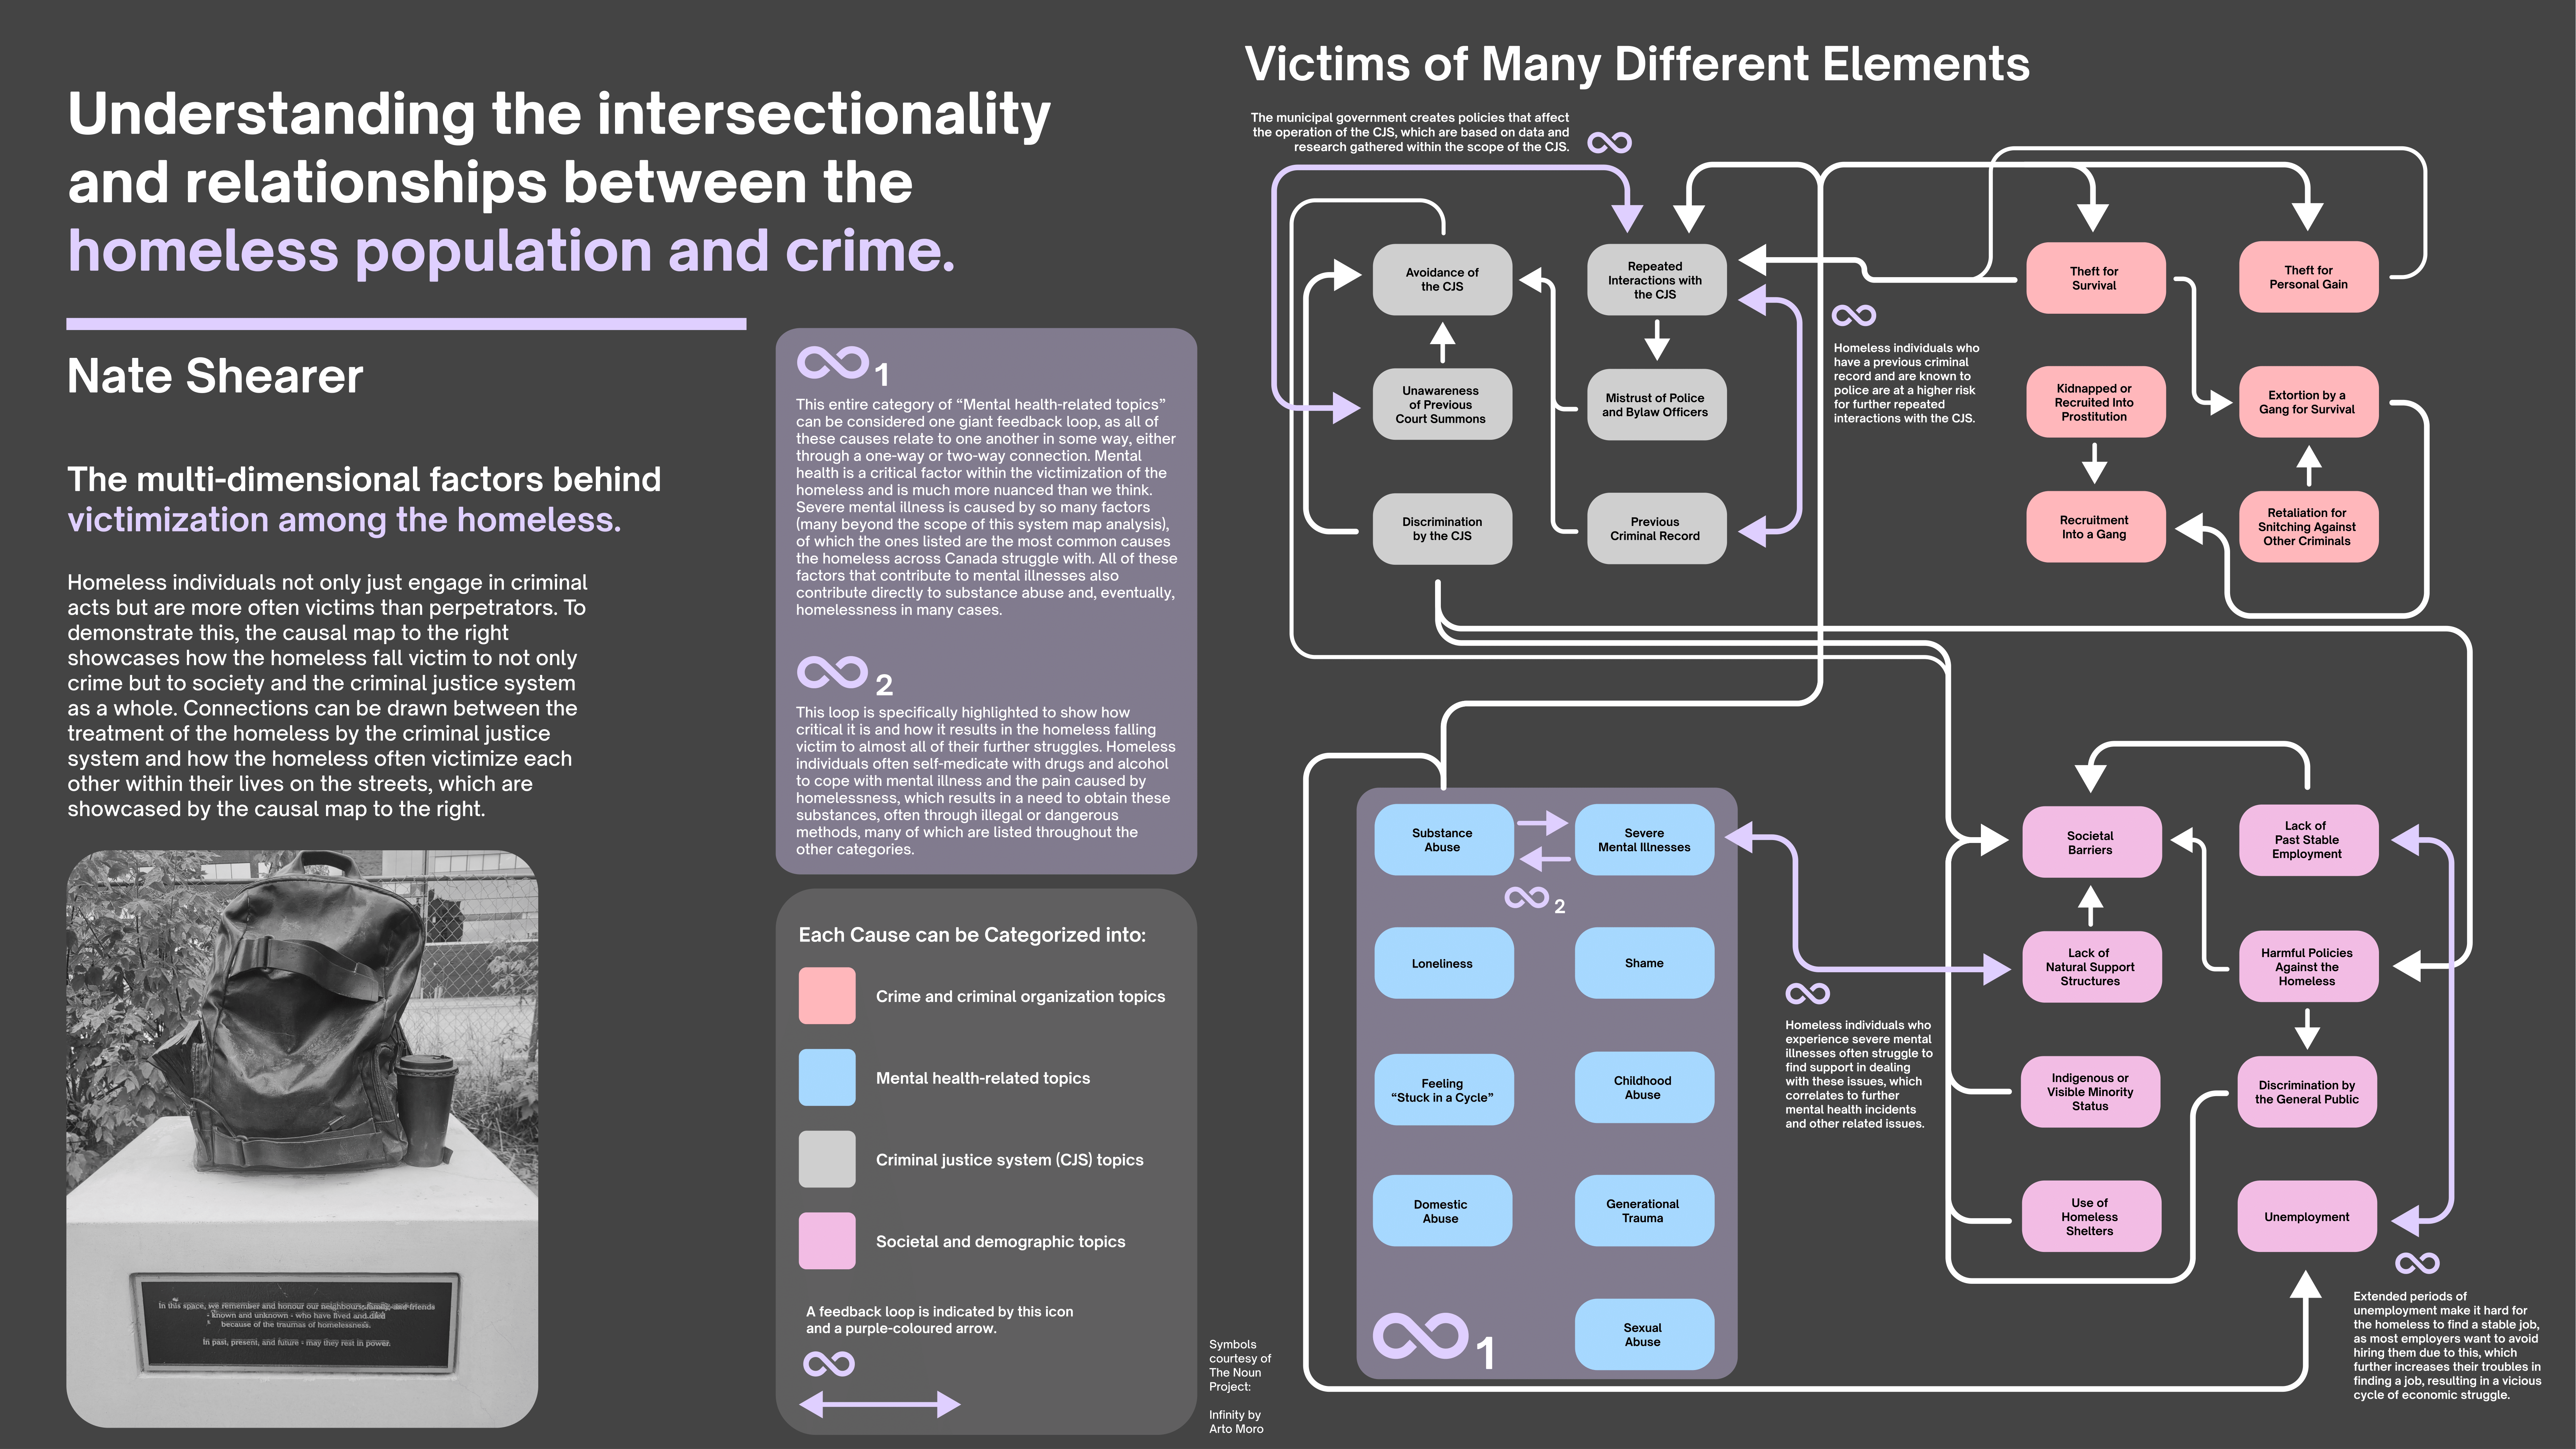 Understanding the intersectionality
and relationships between the
homeless population and crime.
Nate Shearer
The multi-dimensional factors behind
victimization among the homeless.
Homeless individuals not only just engage in criminal
acts but are more often victims than perpetrators. To
demonstrate this, the causal map to the right
showcases how the homeless fall victim to not only
crime but to society and the criminal justice system
as a whole. Connections can be drawn between the
treatment of the homeless by the criminal justice
system and how the homeless often victimize each
other within their lives on the streets, which are
showcased by the causal map to the right.
In this space, we remember and honour our neighbours, family, and friends
- known and unknown - who have lived and died
because of the traumas of homelessness.
In past, present, and future - may they rest in power.
1
This entire category of “Mental health-related topics”
can be considered one giant feedback loop, as all of
these causes relate to one another in some way, either
through a one-way or two-way connection. Mental
health is a critical factor within the victimization of the
homeless and is much more nuanced than we think.
Severe mental illness is caused by so many factors
(many beyond the scope of this system map analysis),
of which the ones listed are the most common causes
the homeless across Canada struggle with. All of these
factors that contribute to mental illnesses also
contribute directly to substance abuse and, eventually,
homelessness in many cases.
2
This loop is specifically highlighted to show how
critical it is and how it results in the homeless falling
victim to almost all of their further struggles. Homeless
individuals often self-medicate with drugs and alcohol
to cope with mental illness and the pain caused by
homelessness, which results in a need to obtain these
substances, often through illegal or dangerous
methods, many of which are listed throughout the
other categories.
Each Cause can be Categorized into:
Crime and criminal organization topics
Mental health-related topics
Criminal justice system (CJS) topics
Societal and demographic topics
A feedback loop is indicated by this icon
and a purple-coloured arrow.
Symbols
courtesy of
The Noun
Project:
Infinity by
Arto Moro
Victims of Many Different Elements
The municipal government creates policies that affect
the operation of the CJS, which are based on data and
research gathered within the scope of the CJS.
Avoidance of
the CJS
Repeated
Interactions with
the CJS
Unawareness
of Previous
Court Summons
Mistrust of Police
and Bylaw Officers
Discrimination
by the CJS
Previous
Criminal Record
Homeless individuals who
have a previous criminal
record and are known to
police are at a higher risk
for further repeated
interactions with the CJS.
Theft for
Survival
Theft for
Personal Gain
Kidnapped or
Recruited Into
Prostitution
Extortion by a
Gang for Survival
Recruitment
Into a Gang
Retaliation for
Snitching Against
Other Criminals
Substance
Abuse
Severe
Mental Illnesses
2
Loneliness
Shame
Feeling
“Stuck in a Cycle”
Childhood
Abuse
Domestic
Abuse
Generational
Trauma
Sexual
Abuse
1
Homeless individuals who
experience severe mental
illnesses often struggle to
find support in dealing
with these issues, which
correlates to further
mental health incidents
and other related issues.
Societal
Barriers
Lack of
Past Stable
Employment
Lack of
Natural Support
Structures
Harmful Policies
Against the
Homeless
Indigenous or
Visible Minority
Status
Discrimination by
the General Public
Use of
Homeless
Shelters
Unemployment
Extended periods of
unemployment make it hard for
the homeless to find a stable job,
as most employers want to avoid
hiring them due to this, which
further increases their troubles in
finding a job, resulting in a vicious
cycle of economic struggle.